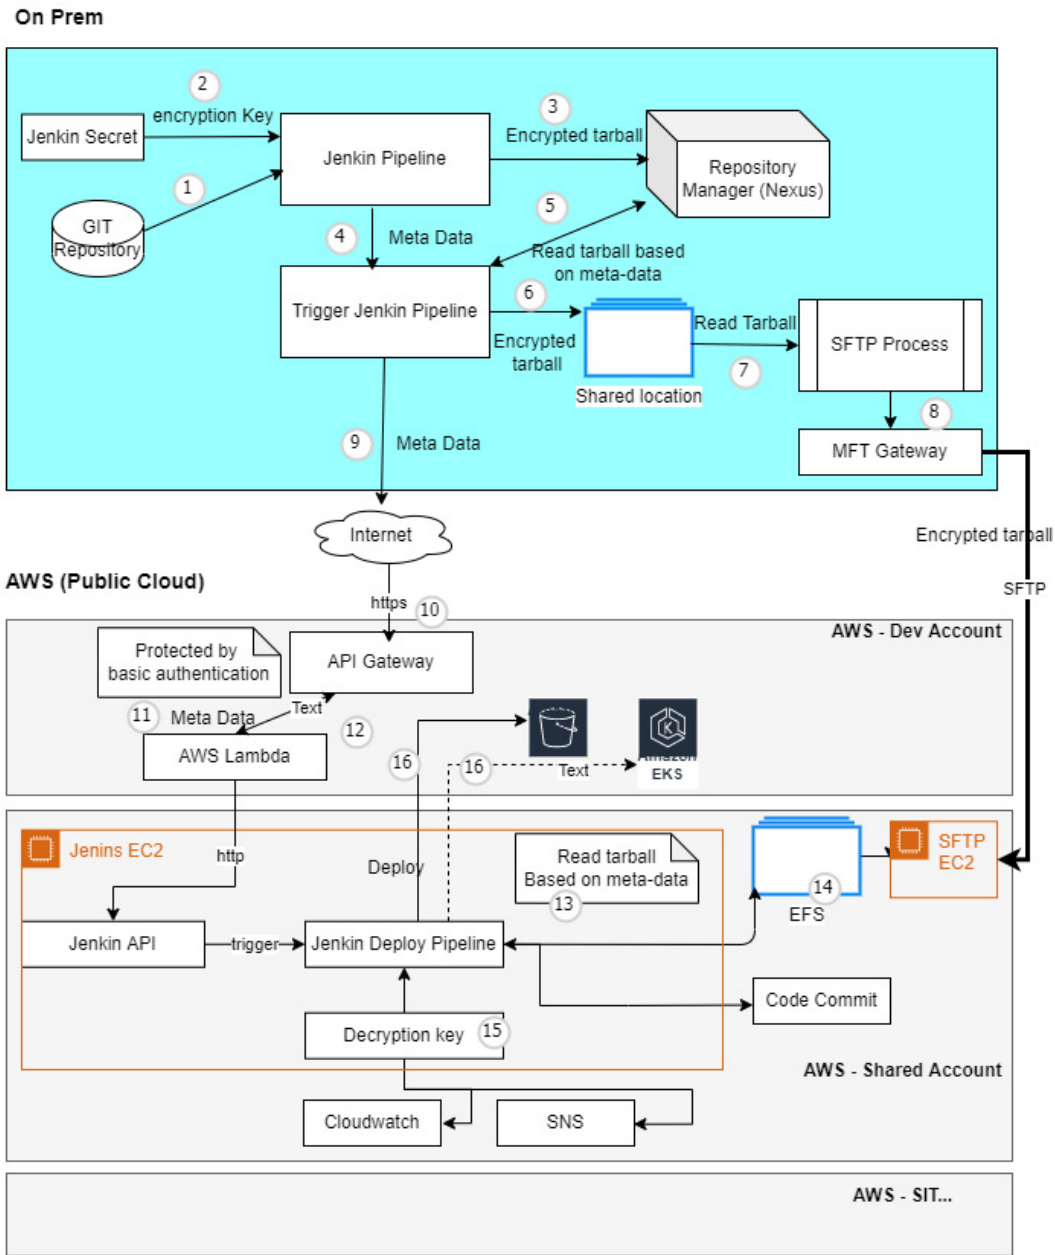 On Prem
2
encryption Key
3
Encrypted tarball
Jenkin Secret
Jenkin Pipeline
Repository
Manager (Nexus)
1
GIT
Repository
4
Meta Data
5
Read tarball based
on meta-data
Trigger Jenkin Pipeline
6
Encrypted
tarball
Read Tarball
7
Shared location
SFTP Process
8
MFT Gateway
9
Meta Data
Internet
Encrypted tarball
SFTP
AWS (Public Cloud)
https
10
AWS - Dev Account
Protected by
basic authentication
API Gateway
Text
11
Meta Data
12
AWS Lambda
16
16
Text
Amazon
EKS
Jenins EC2
http
Deploy
Read tarball
Based on meta-data
13
14
EFS
SFTP
EC2
Jenkin API
trigger
Jenkin Deploy Pipeline
Code Commit
Decryption key
15
AWS - Shared Account
Cloudwatch
SNS
AWS - SIT...